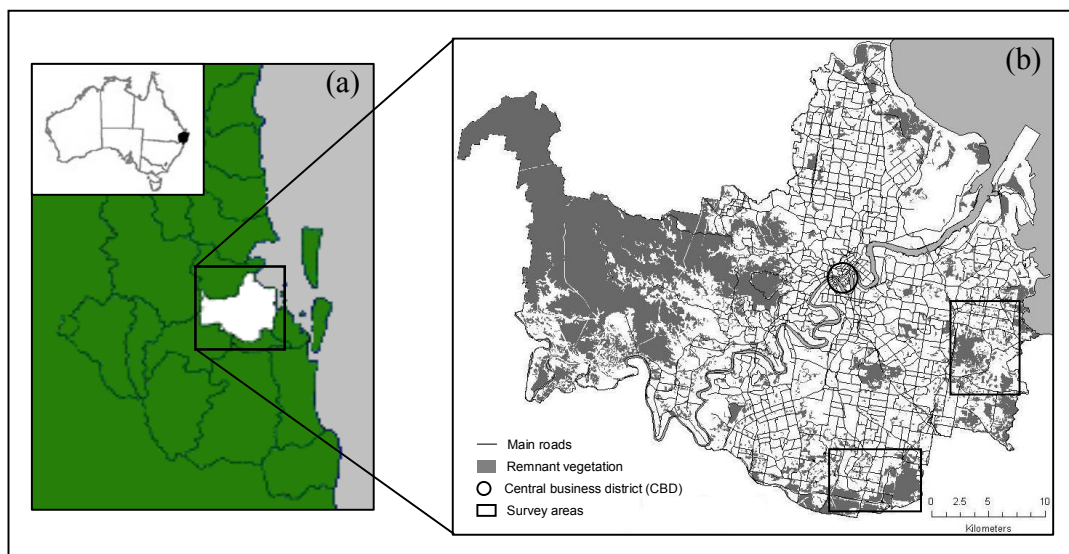 (a)
(b)
Main roads
Remnant vegetation
Central business district (CBD)
Survey areas
0 2.5 5 10
Kilometers